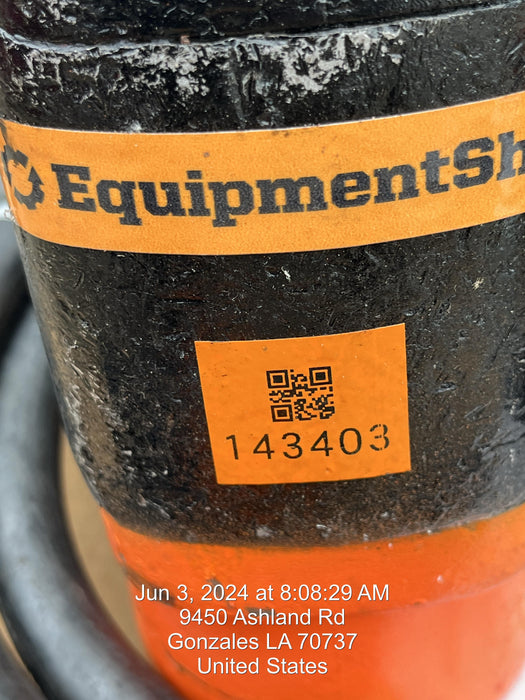 EquipmentSh
143403
Jun 3, 2024 at 8:08:29 AM
9450 Ashland Rd
Gonzales LA 70737
United States